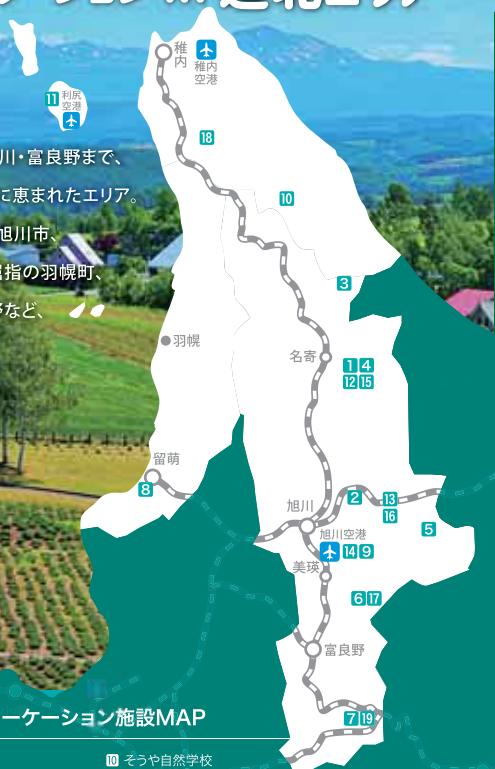 稚内
稚内
空港
11
利尻
空港
18
川・富良野まで、
に恵まれたエリア。
10
旭川市、
指の羽幌町、
など、
3
羽幌
名寄
1 4
12 15
留萌
8
旭川
2
13
16
旭川空港
5
14 9
美瑛
6 17
富良野
7 19
ーケーション施設MAP
10 そうや自然学校